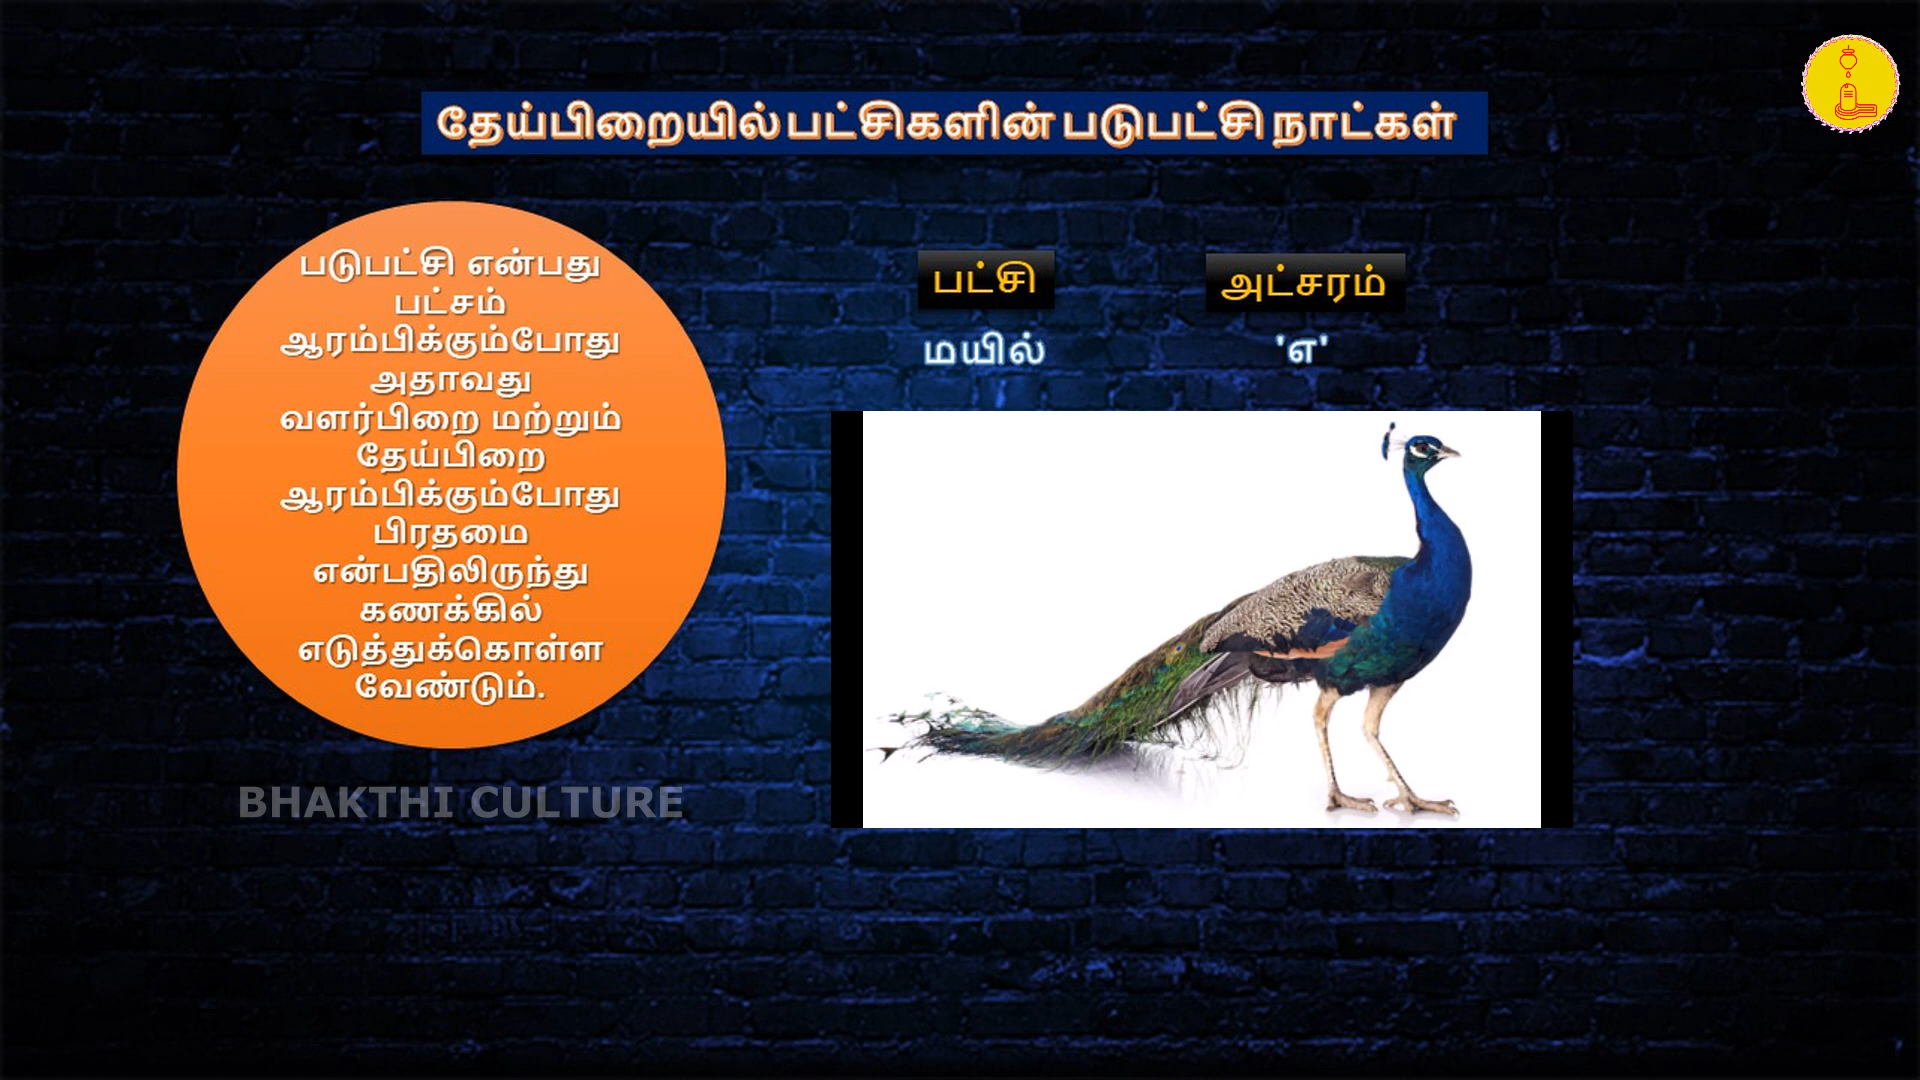 தேய்பிறையில் பட்சிகளின் படுபட்சி நாட்கள்
படுபட்சி என்பது
பட்சம்
ஆரம்பிக்கும்போது
அதாவது
வளர்பிறை மற்றும்
தேய்பிறை
ஆரம்பிக்கும்போது
பிரதமை
என்பதிலிருந்து
கணக்கில்
எடுத்துக்கொள்ள
வேண்டும்.
பட்சி அட்சரம்
மயில் 'எ'
BHAKTHI CULTURE